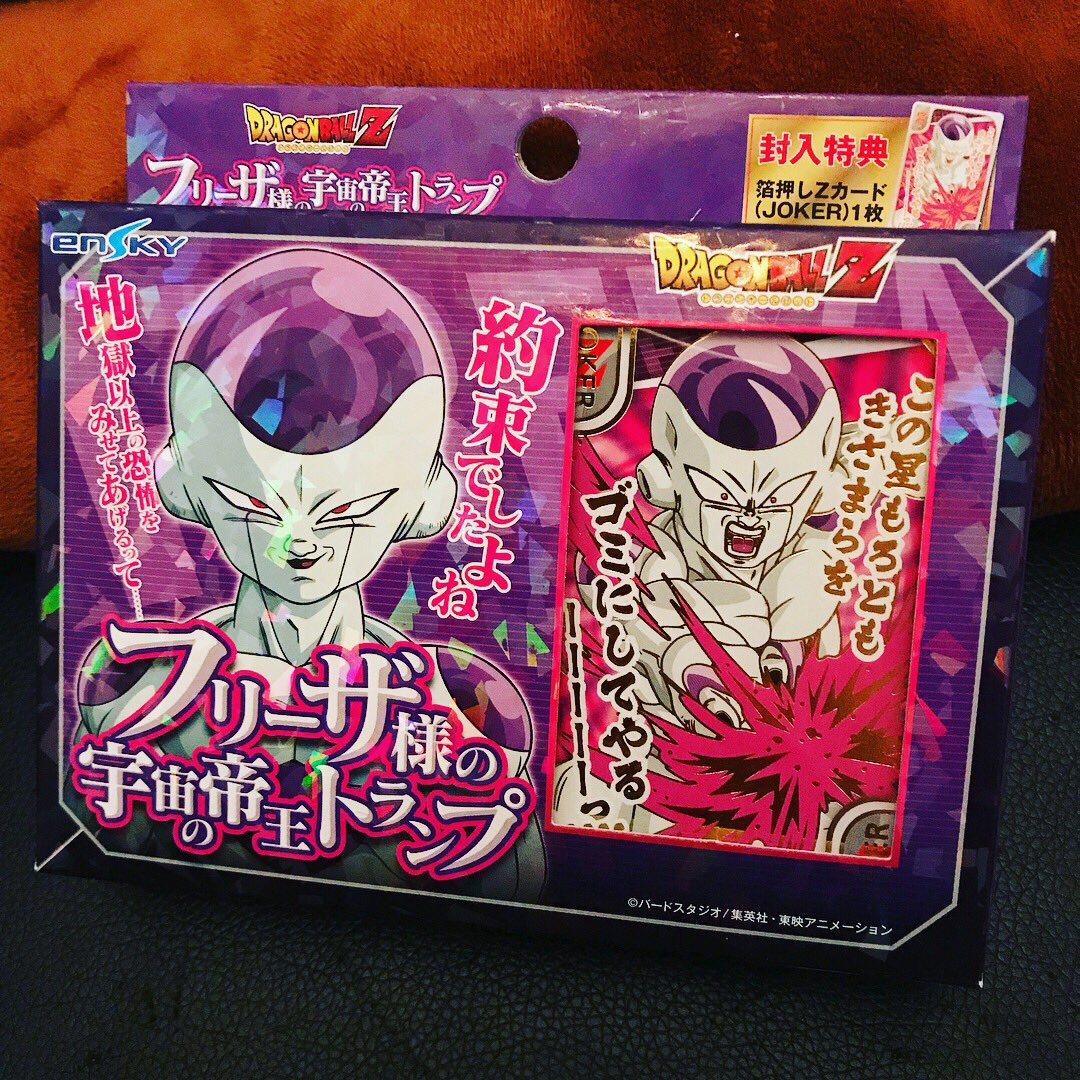 DRAGONBALL Z
フリーザ様の宇宙の帝王トランプ
封入特典
箔押しZカード
(JOKER)1枚
ensky
DRAGONBALL Z
約束でしたよね
地獄以上の恐怖を
みせてあげるって……
フリーザ様の
宇宙の帝王トランプ
JOKER
この星もろとも
きさまらを
ゴミにしてやるーーーーーっ
©バードスタジオ/集英社・東映アニメーション